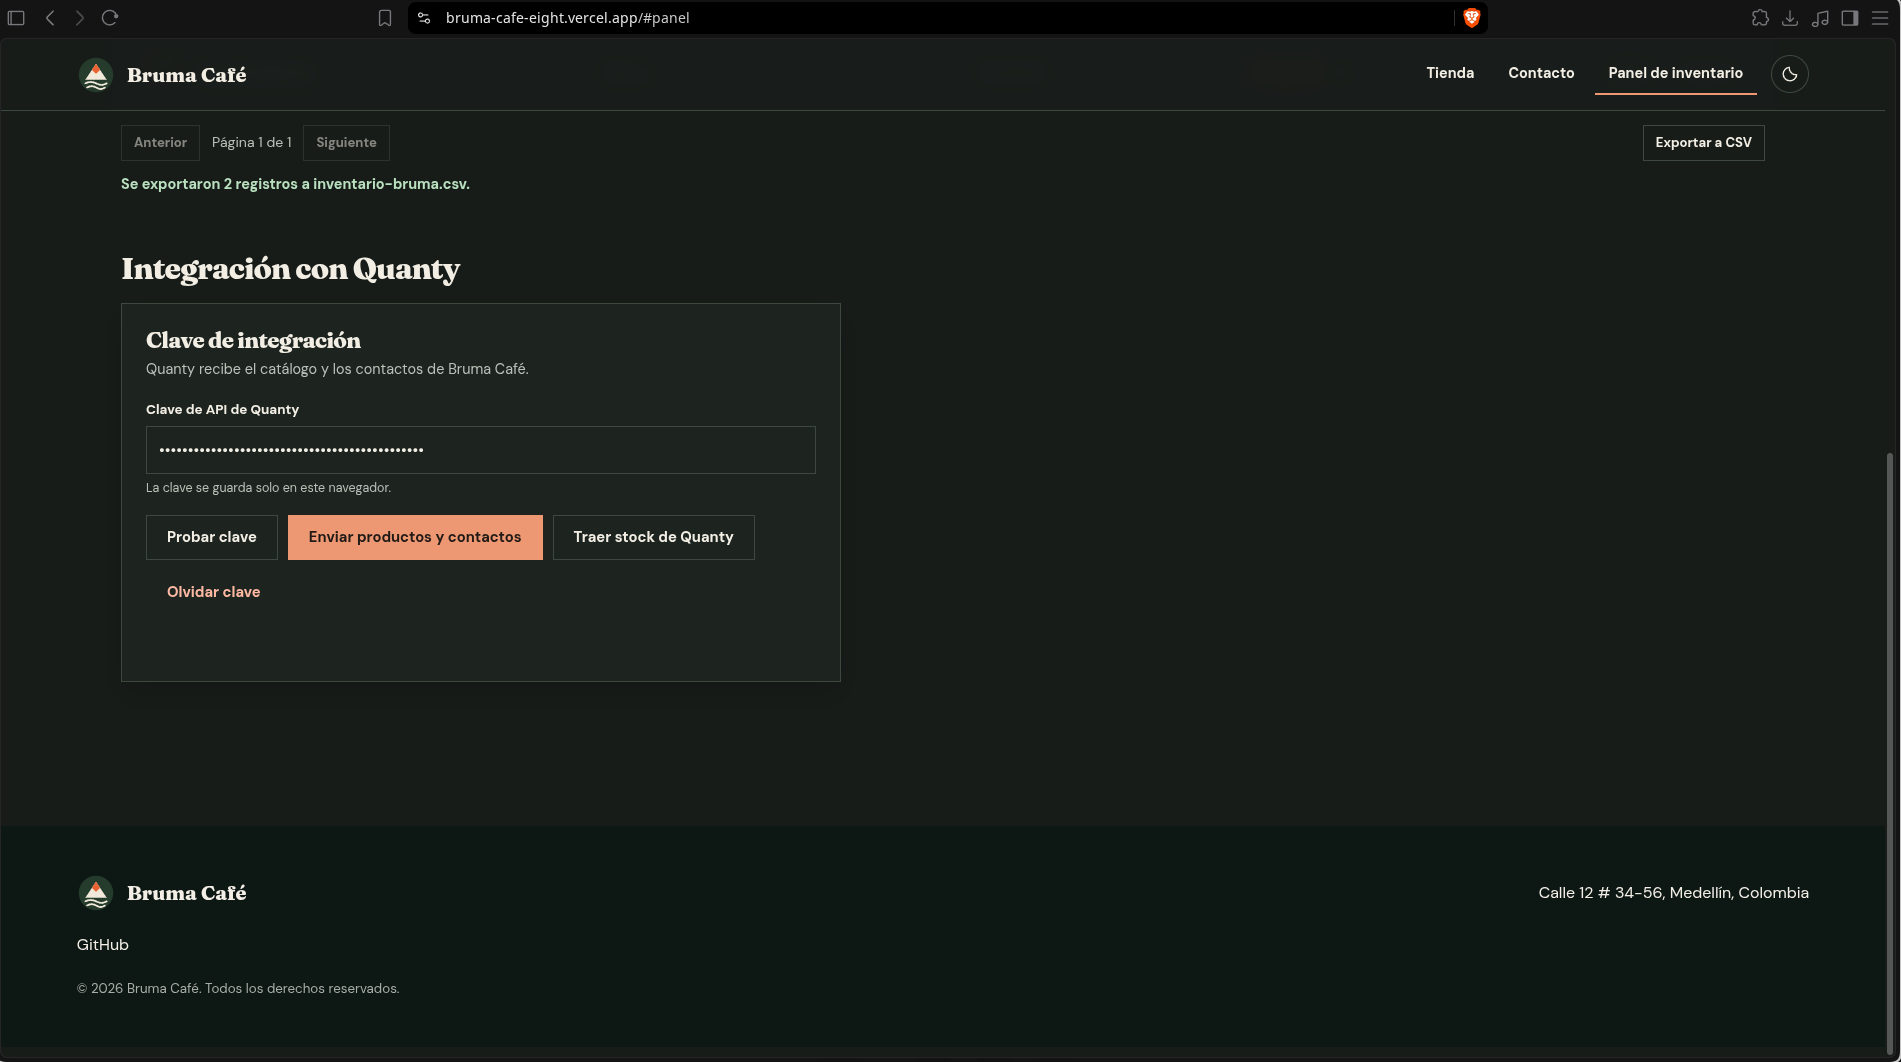 bruma-cafe-eight.vercel.app/#panel
Bruma Café
Tienda
Contacto
Panel de inventario
Anterior
Página 1 de 1
Siguiente
Exportar a CSV
Se exportaron 2 registros a inventario-bruma.csv.
Integración con Quanty
Clave de integración
Quanty recibe el catálogo y los contactos de Bruma Café.
Clave de API de Quanty
La clave se guarda solo en este navegador.
Probar clave
Enviar productos y contactos
Traer stock de Quanty
Olvidar clave
Bruma Café
Calle 12 # 34-56, Medellín, Colombia
GitHub
© 2026 Bruma Café. Todos los derechos reservados.